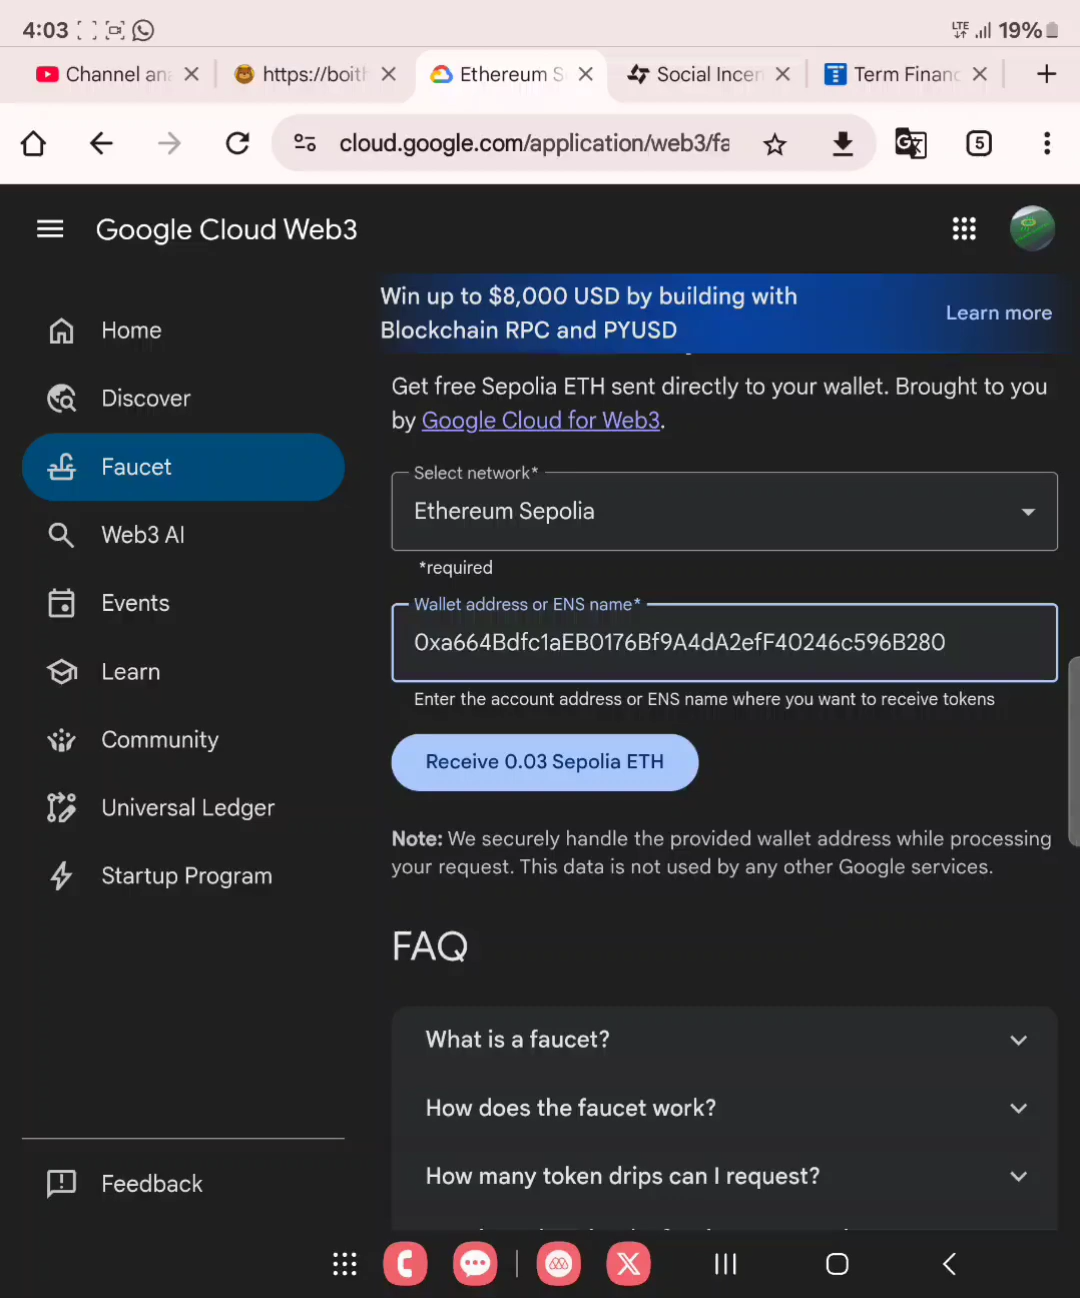 4:03
LTE
19%
Channel ana
https://boith
Ethereum S
Social Incen
Term Financ
cloud.google.com/application/web3/fa
5
Google Cloud Web3
Win up to $8,000 USD by building with
Blockchain RPC and PYUSD
Learn more
Home
Discover
Faucet
Web3 AI
Events
Learn
Community
Universal Ledger
Startup Program
Feedback
Get free Sepolia ETH sent directly to your wallet. Brought to you
by Google Cloud for Web3.
Select network*
Ethereum Sepolia
*required
Wallet address or ENS name*
0xa664Bdfc1aEB0176Bf9A4dA2efF40246c596B280
Enter the account address or ENS name where you want to receive tokens
Receive 0.03 Sepolia ETH
Note: We securely handle the provided wallet address while processing
your request. This data is not used by any other Google services.
FAQ
What is a faucet?
How does the faucet work?
How many token drips can I request?